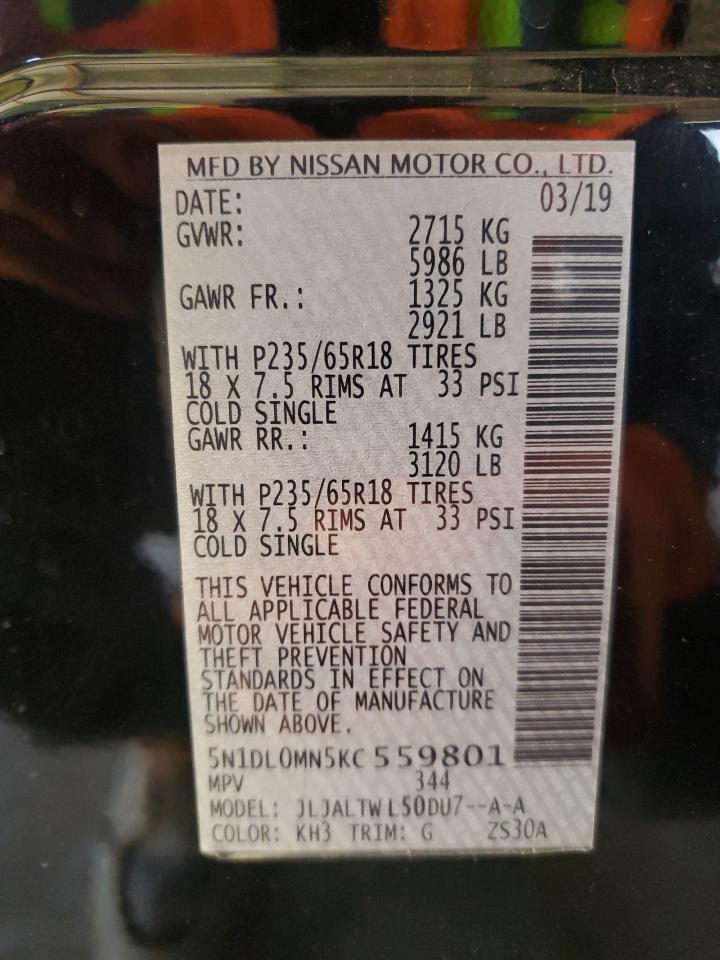 MFD BY NISSAN MOTOR CO., LTD.
DATE: 03/19
GVWR: 2715 KG
5986 LB
GAWR FR.: 1325 KG
2921 LB
WITH P235/65R18 TIRES
18 X 7.5 RIMS AT 33 PSI
COLD SINGLE
GAWR RR.: 1415 KG
3120 LB
WITH P235/65R18 TIRES
18 X 7.5 RIMS AT 33 PSI
COLD SINGLE
THIS VEHICLE CONFORMS TO
ALL APPLICABLE FEDERAL
MOTOR VEHICLE SAFETY AND
THEFT PREVENTION
STANDARDS IN EFFECT ON
THE DATE OF MANUFACTURE
SHOWN ABOVE.
5N1DL0MN5KC559801
MPV 344
MODEL: JLJALTWL50DU7--A-A
COLOR: KH3 TRIM: G ZS30A